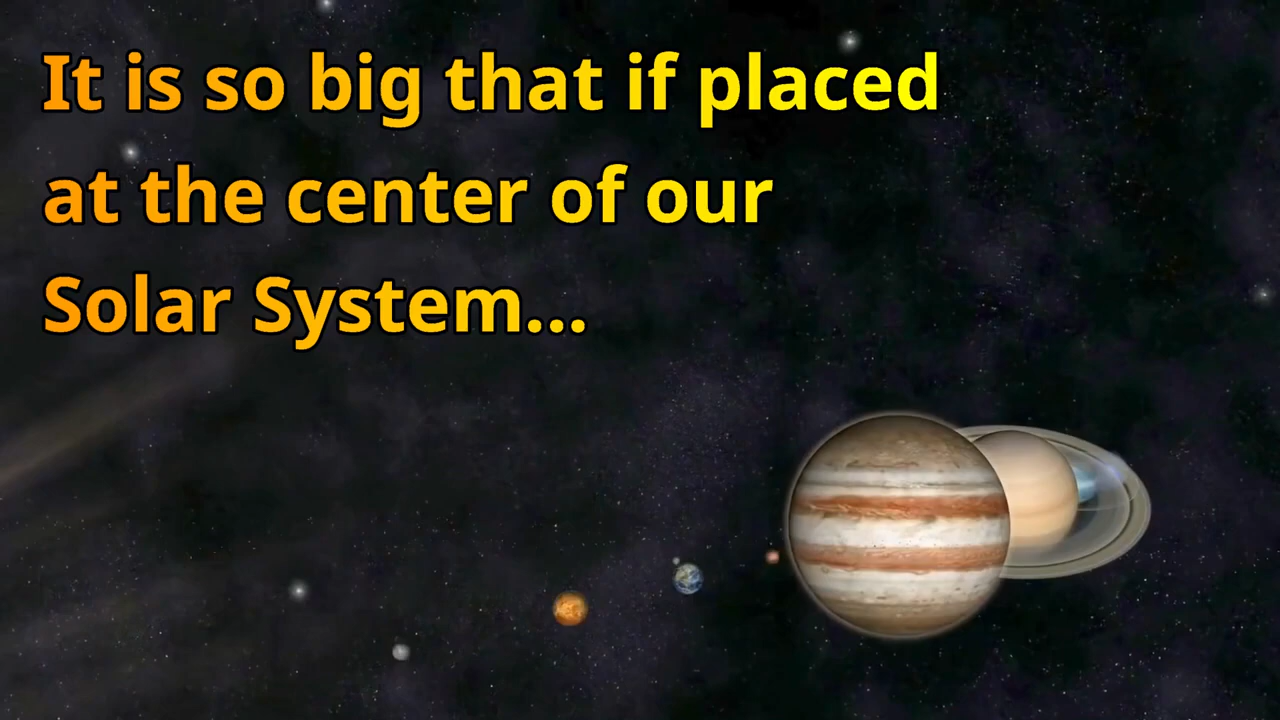 It is so big that if placed
at the center of our
Solar System...